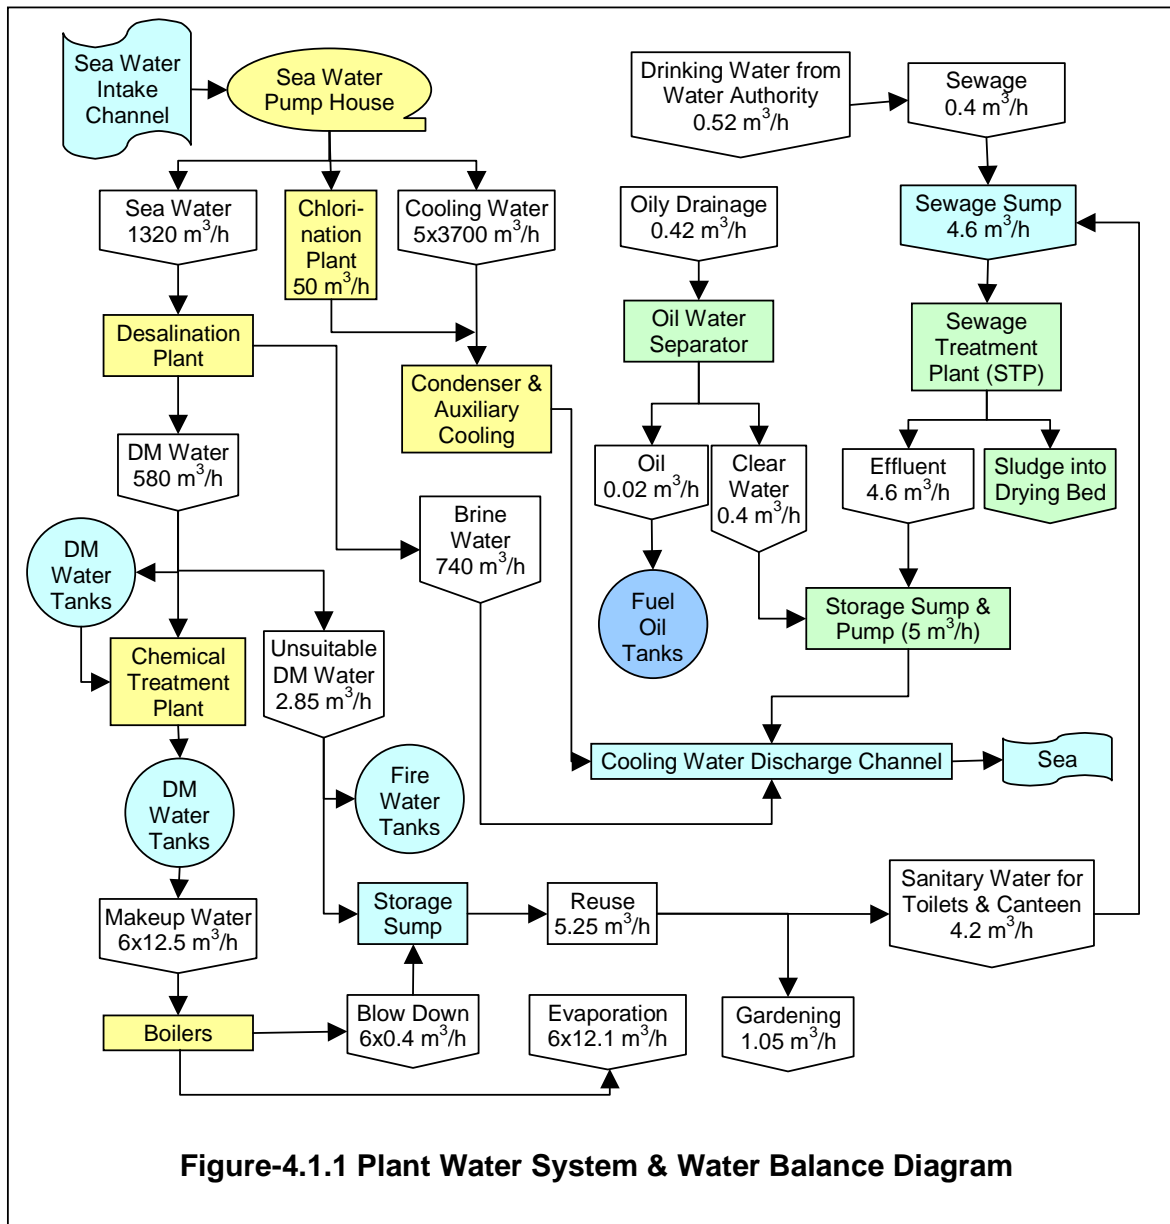 Sea Water
Intake
Channel
Sea Water
Pump House
Drinking Water from
Water Authority
0.52 m³/h
Sewage
0.4 m³/h
Sea Water
1320 m³/h
Chlori-
nation
Plant
50 m³/h
Cooling Water
5x3700 m³/h
Oily Drainage
0.42 m³/h
Sewage Sump
4.6 m³/h
Desalination
Plant
Condenser &
Auxiliary
Cooling
Oil Water
Separator
Sewage
Treatment
Plant (STP)
DM Water
580 m³/h
Brine
Water
740 m³/h
Oil
0.02 m³/h
Clear
Water
0.4 m³/h
Effluent
4.6 m³/h
Sludge into
Drying Bed
DM
Water
Tanks
Fuel
Oil
Tanks
Storage Sump &
Pump (5 m³/h)
Chemical
Treatment
Plant
Unsuitable
DM Water
2.85 m³/h
Cooling Water Discharge Channel
Sea
DM
Water
Tanks
Fire
Water
Tanks
Makeup Water
6x12.5 m³/h
Storage
Sump
Reuse
5.25 m³/h
Sanitary Water for
Toilets & Canteen
4.2 m³/h
Boilers
Blow Down
6x0.4 m³/h
Evaporation
6x12.1 m³/h
Gardening
1.05 m³/h
Figure-4.1.1 Plant Water System & Water Balance Diagram